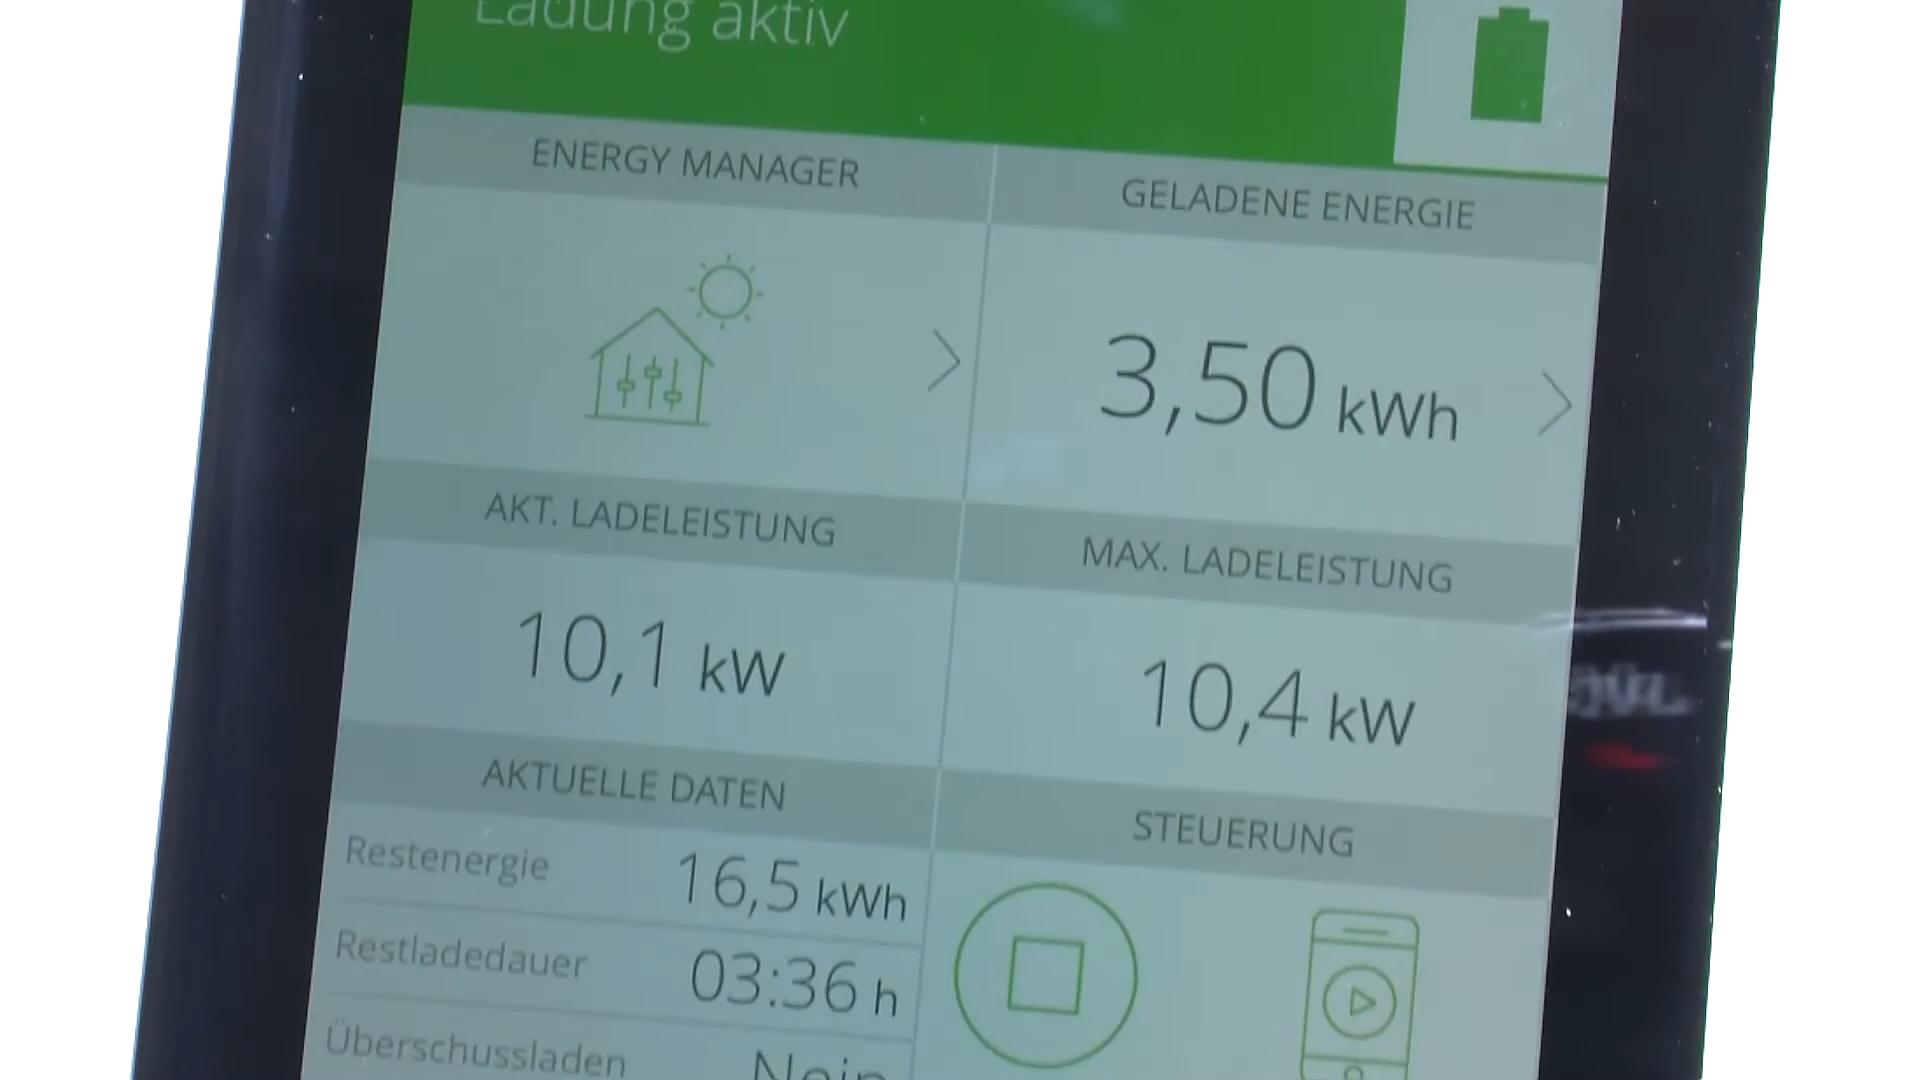 Ladung aktiv
ENERGY MANAGER
GELADENE ENERGIE
3,50 kWh
AKT. LADELEISTUNG
MAX. LADELEISTUNG
10,1 kW
10,4 kW
AKTUELLE DATEN
STEUERUNG
Restenergie 16,5 kWh
Restladedauer 03:36 h
Überschussladen Nein